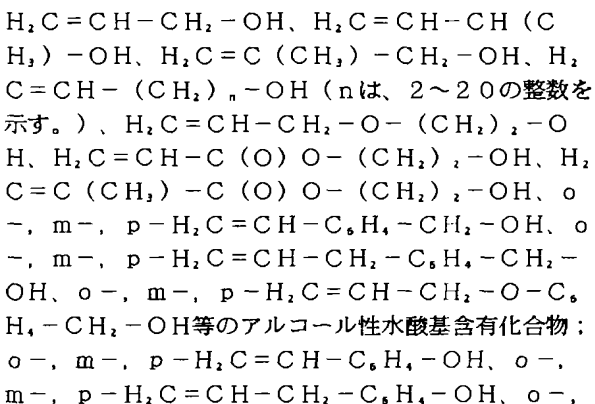 H₂C=CH-CH₂-OH、H₂C=CH-CH(C
H₃)-OH、H₂C=C(CH₃)-CH₂-OH、H₂
C=CH-(CH₂)ₙ-OH(nは、2~20の整数を
示す。)、H₂C=CH-CH₂-O-(CH₂)₂-O
H、H₂C=CH-C(O)O-(CH₂)₂-OH、H₂
C=C(CH₃)-C(O)O-(CH₂)₂-OH、o
-,m-,p-H₂C=CH-C₆H₄-CH₂-OH、o
-,m-,p-H₂C=CH-CH₂-C₆H₄-CH₂-
OH、o-,m-,p-H₂C=CH-CH₂-O-C₆
H₄-CH₂-OH等のアルコール性水酸基含有化合物;
o-,m-,p-H₂C=CH-C₆H₄-OH、o-,
m-,p-H₂C=CH-CH₂-C₆H₄-OH、o-,